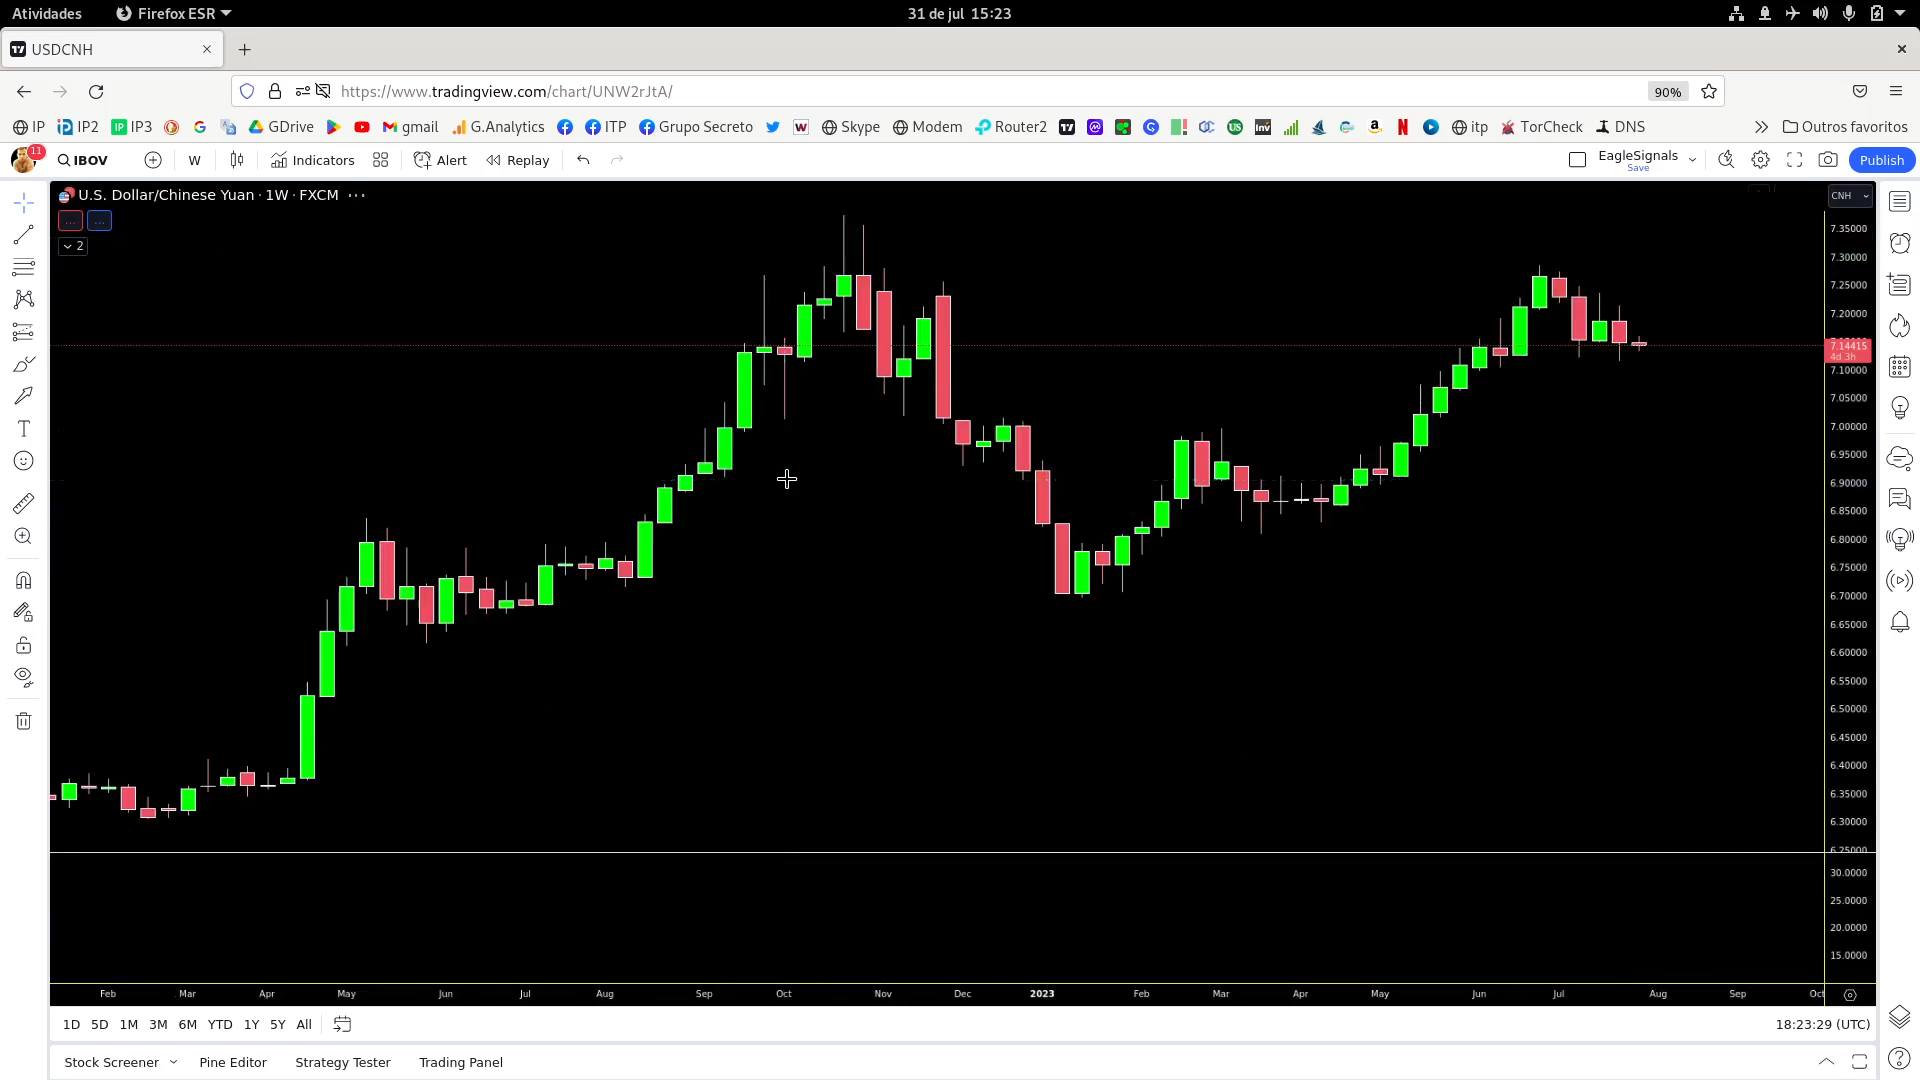 Atividades Firefox ESR 31 de jul 15:23
USDCNH
https://www.tradingview.com/chart/UNW2rJtA/ 90%
IP IP2 IP3 GDrive gmail G.Analytics ITP Grupo Secreto Skype Modem Router2 itp TorCheck DNS Outros favoritos
11 IBOV W Indicators Alert Replay EagleSignals Publish
Save
U.S. Dollar/Chinese Yuan · 1W · FXCM ··· CNH
... ...
2
7.35000
7.30000
7.25000
7.20000
7.14415
4d 3h
7.10000
7.05000
7.00000
6.95000
6.90000
6.85000
6.80000
6.75000
6.70000
6.65000
6.60000
6.55000
6.50000
6.45000
6.40000
6.35000
6.30000
6.25000
30.0000
25.0000
20.0000
15.0000
Feb Mar Apr May Jun Jul Aug Sep Oct Nov Dec 2023 Feb Mar Apr May Jun Jul Aug Sep Oct
1D 5D 1M 3M 6M YTD 1Y 5Y All 18:23:29 (UTC)
Stock Screener Pine Editor Strategy Tester Trading Panel